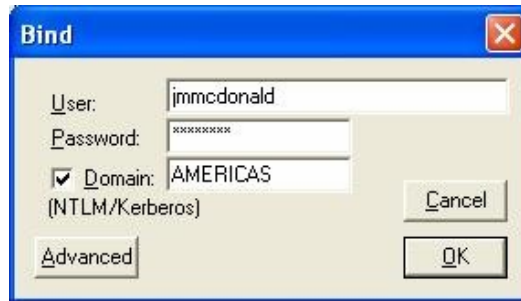 Bind
User: jmmcdonald
Password: ********
Domain: AMERICAS
(NTLM/Kerberos)
Cancel
Advanced
OK